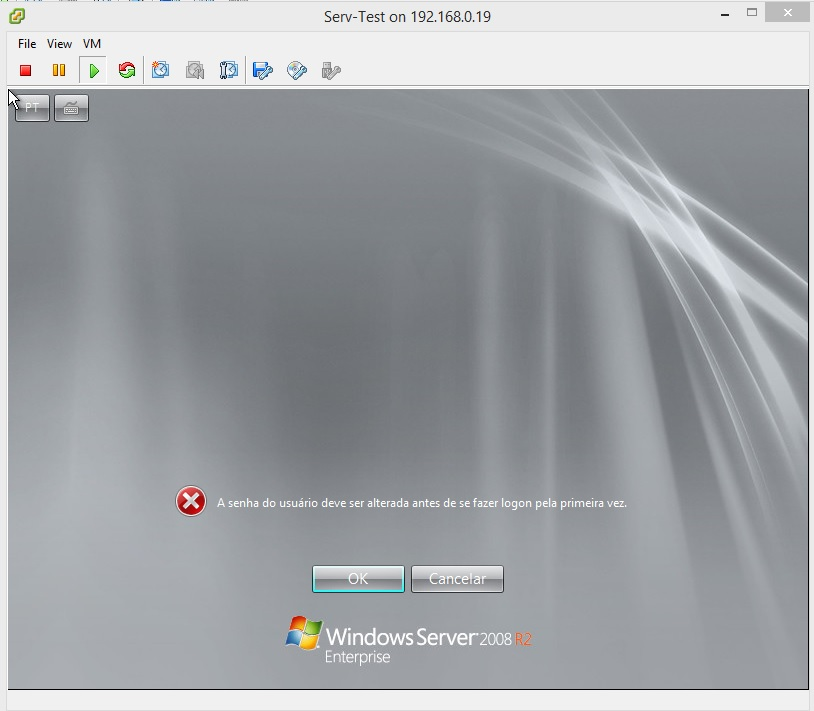 Serv-Test on 192.168.0.19
File View VM
PT
A senha do usuário deve ser alterada antes de se fazer logon pela primeira vez.
OK Cancelar
Windows Server 2008 R2
Enterprise